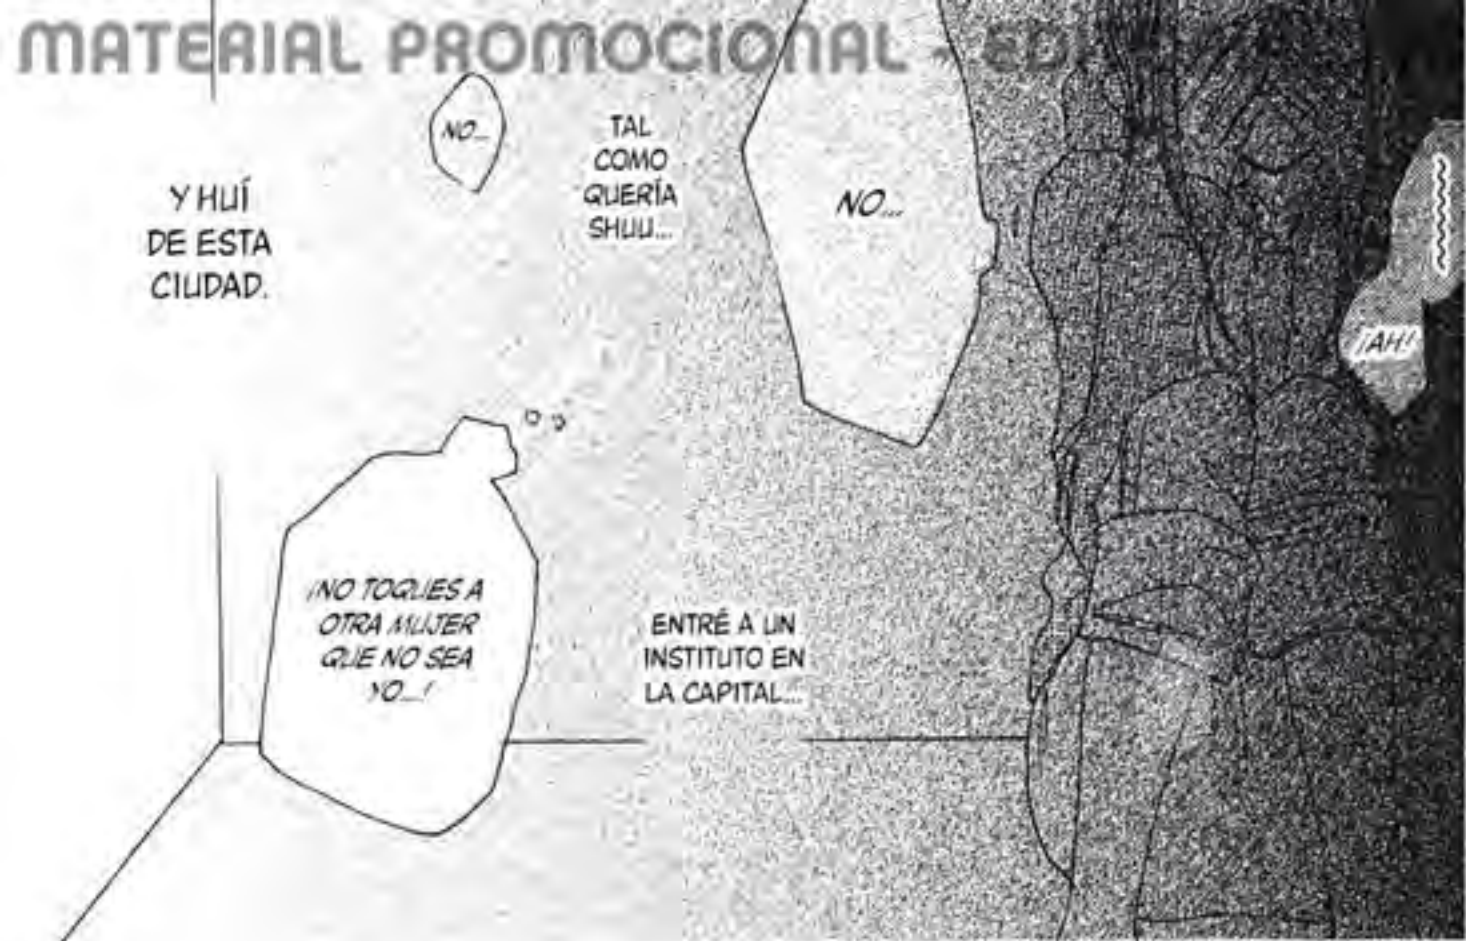 MATERIAL PROMOCIONAL
¡AH!
NO...
TAL
COMO
QUERÍA
SHUU...
ENTRÉ A UN
INSTITUTO EN
LA CAPITAL...
NO...
¡NO TOQUES A
OTRA MUJER
QUE NO SEA
YO...!
Y HUÍ
DE ESTA
CIUDAD.